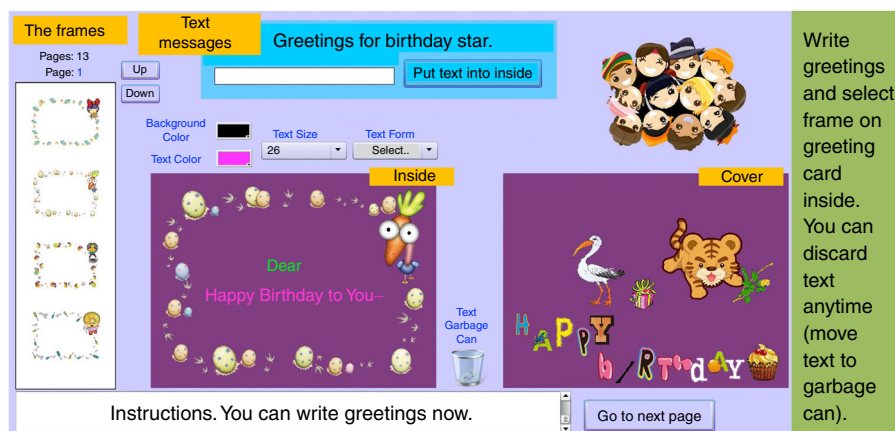 The frames
Pages: 13
Page: 1
Up
Down
Text
messages
Greetings for birthday star.
Put text into inside
Background
Color
Text Color
Text Size
26
Text Form
Select..
Inside
Dear
Happy Birthday to You~
Text
Garbage
Can
Cover
HAPPY
biRThdAY
Instructions. You can write greetings now.
Go to next page
Write
greetings
and select
frame on
greeting
card
inside.
You can
discard
text
anytime
(move
text to
garbage
can).